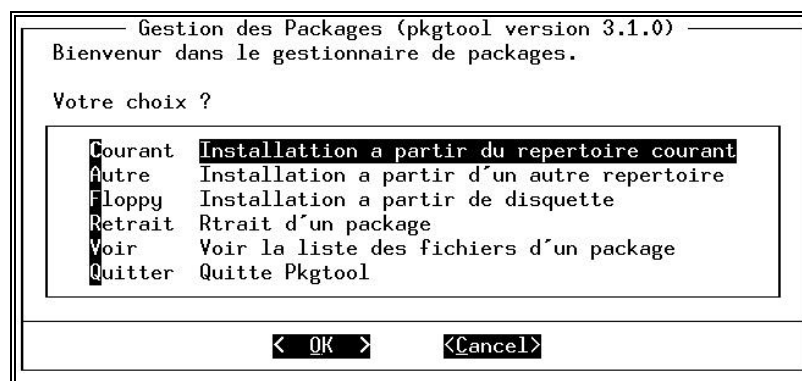 Gestion des Packages (pkgtool version 3.1.0)
Bienvenur dans le gestionnaire de packages.
Votre choix ?
Courant Installattion a partir du repertoire courant
Autre Installation a partir d´un autre repertoire
Floppy Installation a partir de disquette
Retrait Rtrait d´un package
Voir Voir la liste des fichiers d´un package
Quitter Quitte Pkgtool
< OK > <Cancel>